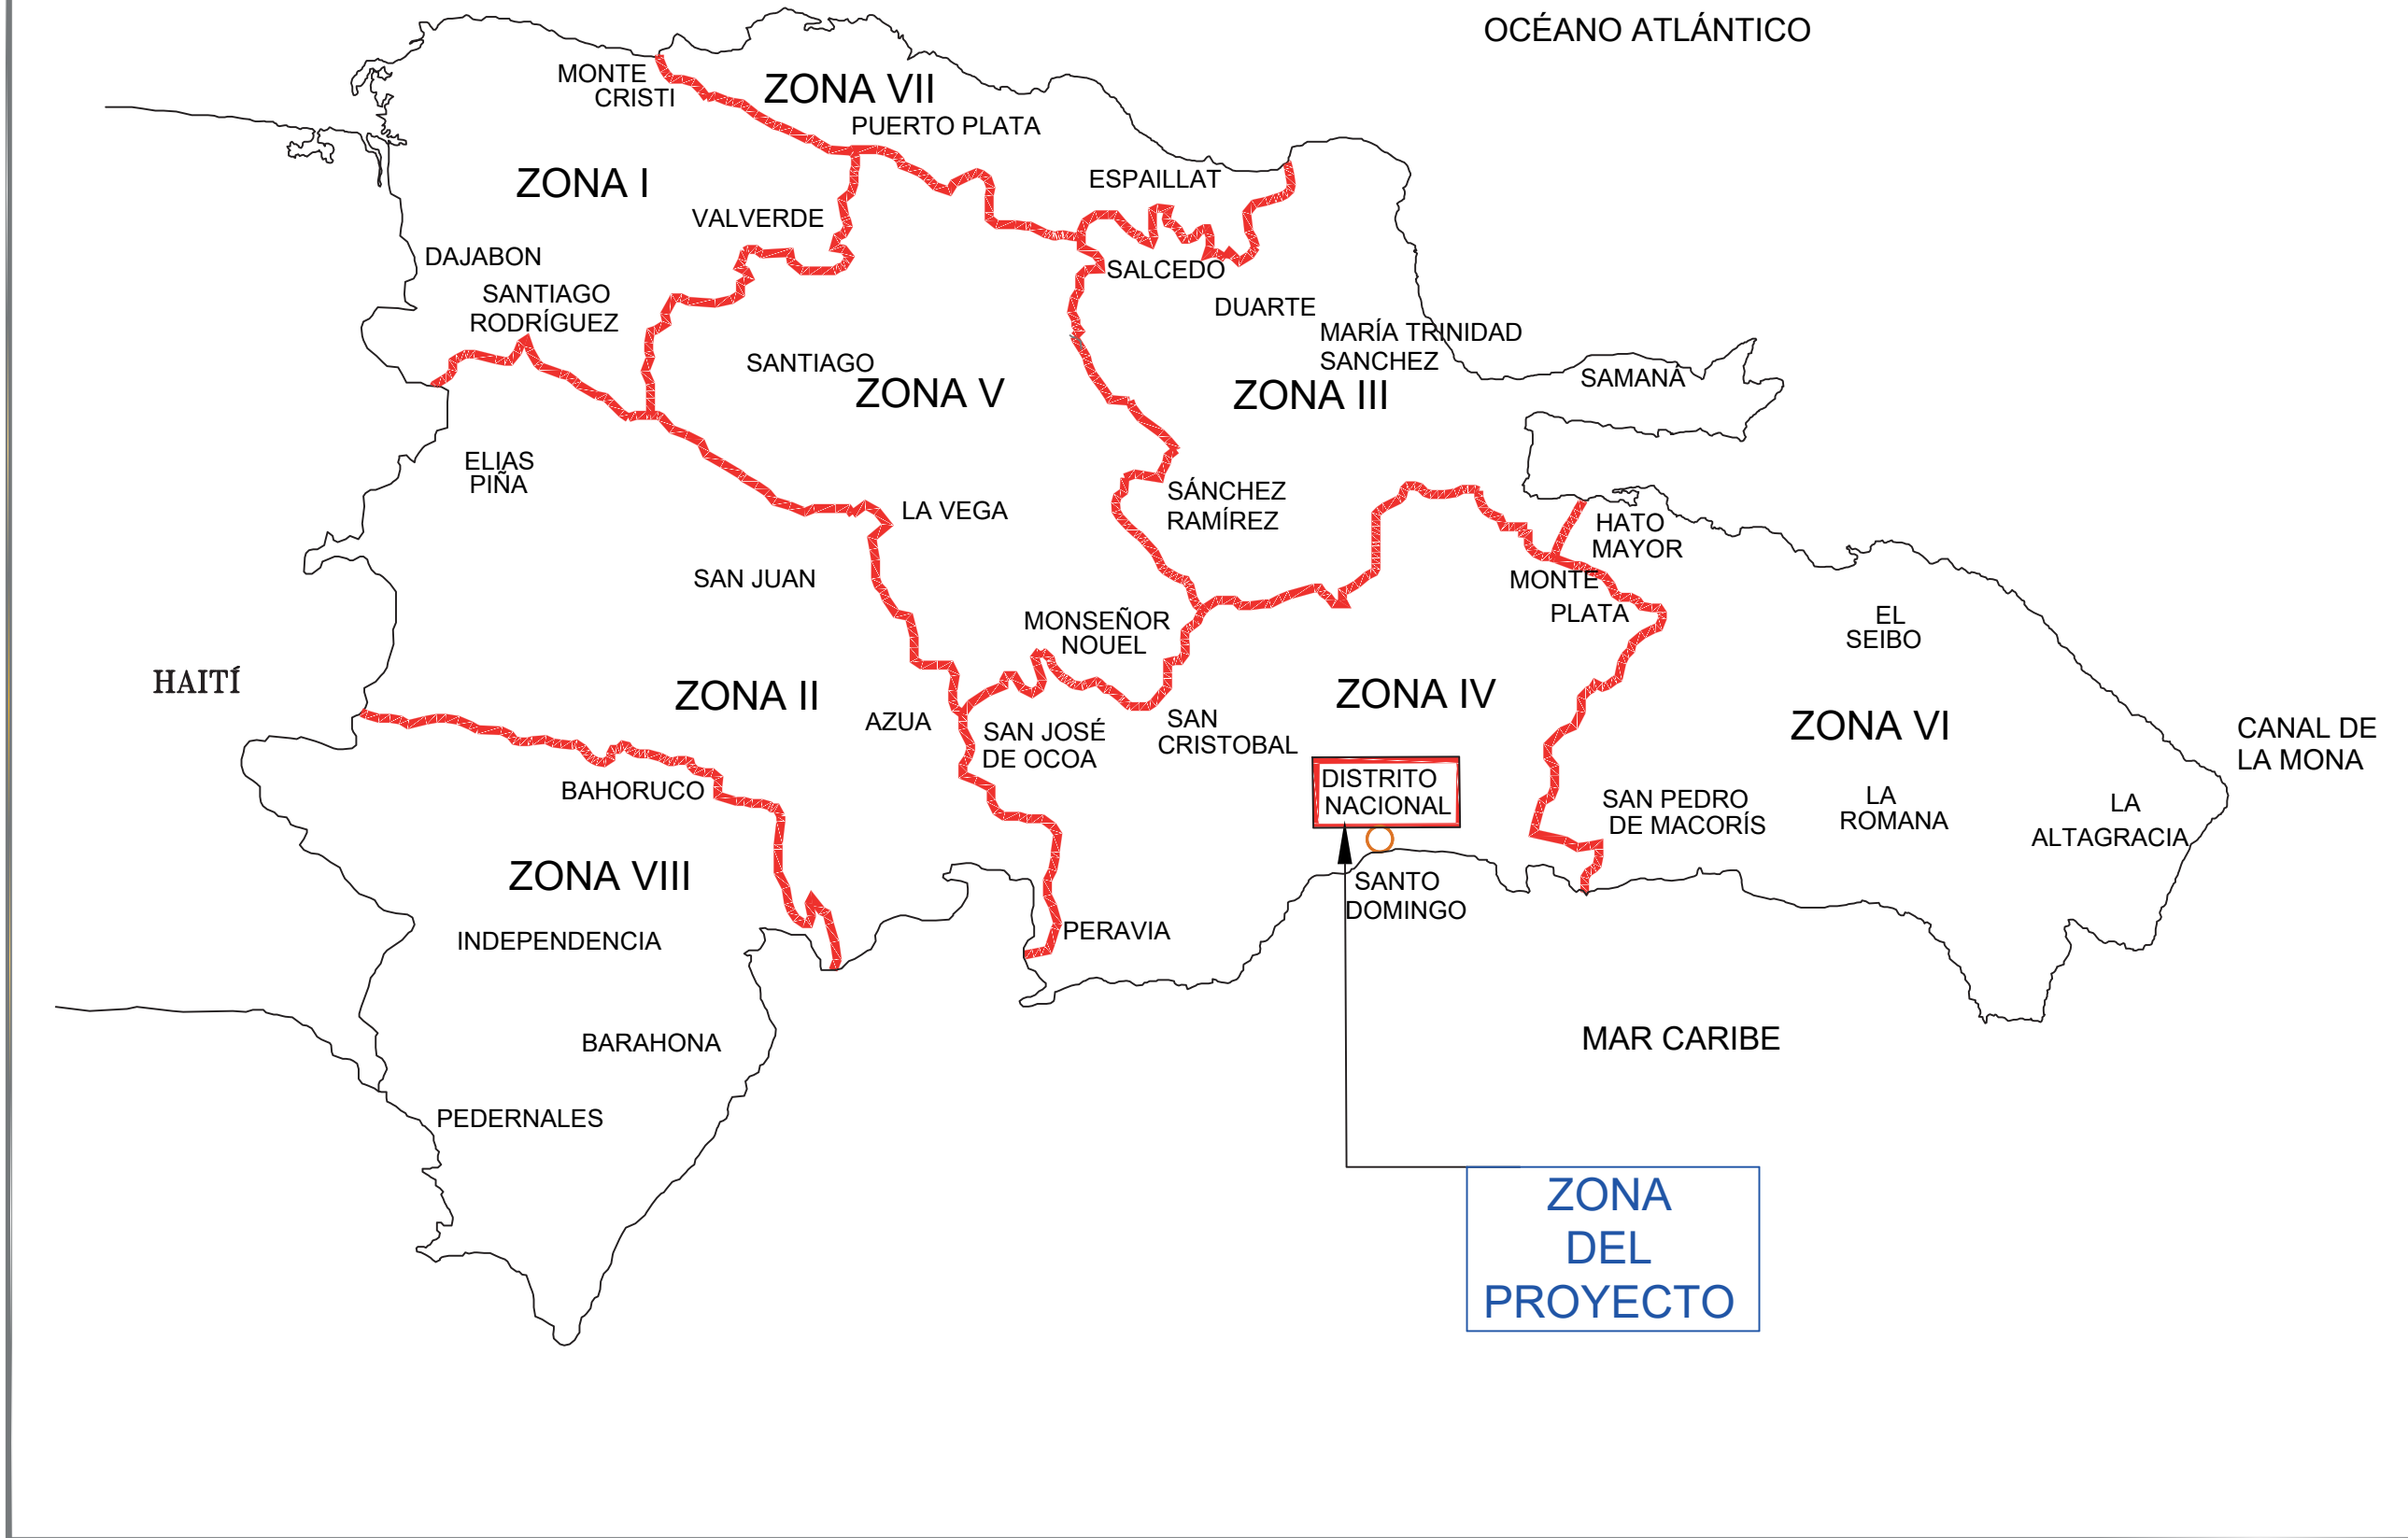 OCÉANO ATLÁNTICO
MONTE
CRISTI
ZONA VII
PUERTO PLATA
ZONA I
ESPAILLAT
VALVERDE
DAJABON
SALCEDO
SANTIAGO
RODRÍGUEZ
DUARTE
MARÍA TRINIDAD
SANCHEZ
SANTIAGO
ZONA V
ZONA III
SAMANÁ
ELIAS
PIÑA
LA VEGA
SÁNCHEZ
RAMÍREZ
HATO
MAYOR
SAN JUAN
MONTE
PLATA
MONSEÑOR
NOUEL
EL
SEIBO
HAITÍ
ZONA II
ZONA IV
AZUA
SAN JOSÉ
DE OCOA
SAN
CRISTOBAL
ZONA VI
CANAL DE
LA MONA
BAHORUCO
DISTRITO
NACIONAL
SAN PEDRO
DE MACORÍS
LA
ROMANA
LA
ALTAGRACIA
ZONA VIII
SANTO
DOMINGO
INDEPENDENCIA
PERAVIA
BARAHONA
MAR CARIBE
PEDERNALES
ZONA
DEL
PROYECTO